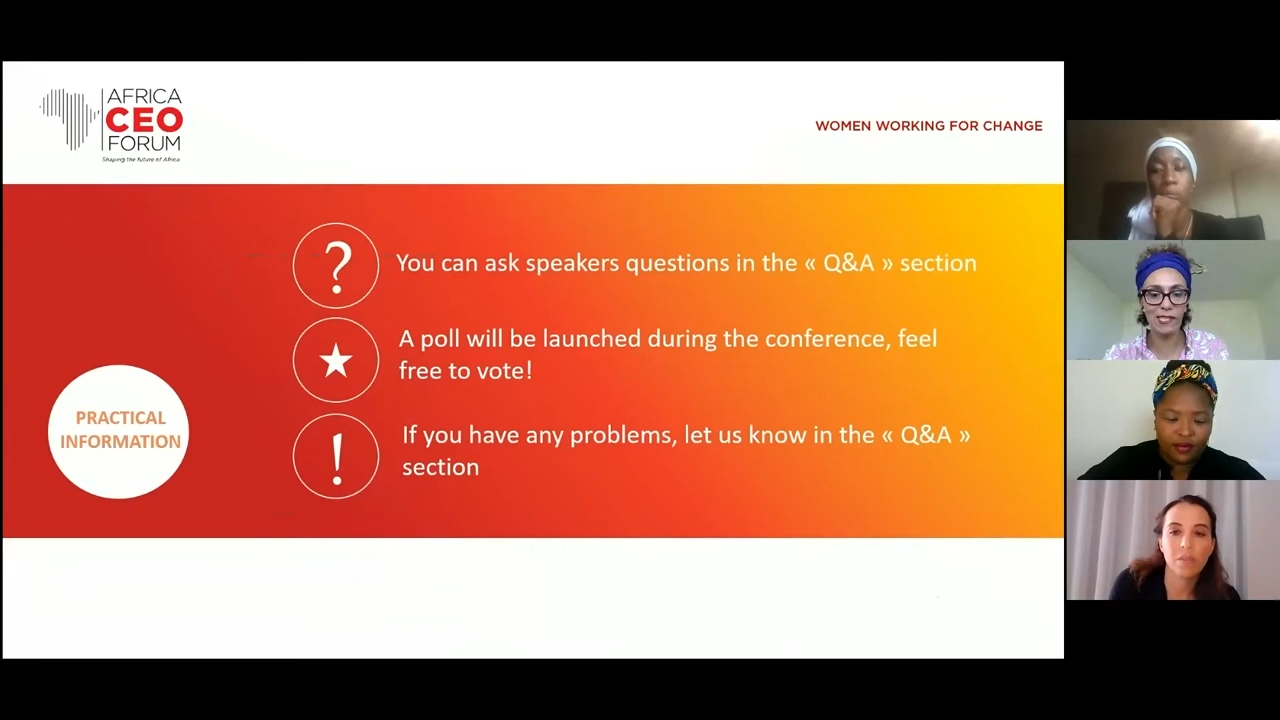 AFRICA
CEO
FORUM
Shaping the future of Africa
WOMEN WORKING FOR CHANGE
? You can ask speakers questions in the « Q&A » section
A poll will be launched during the conference, feel
free to vote!
! If you have any problems, let us know in the « Q&A »
section
PRACTICAL
INFORMATION